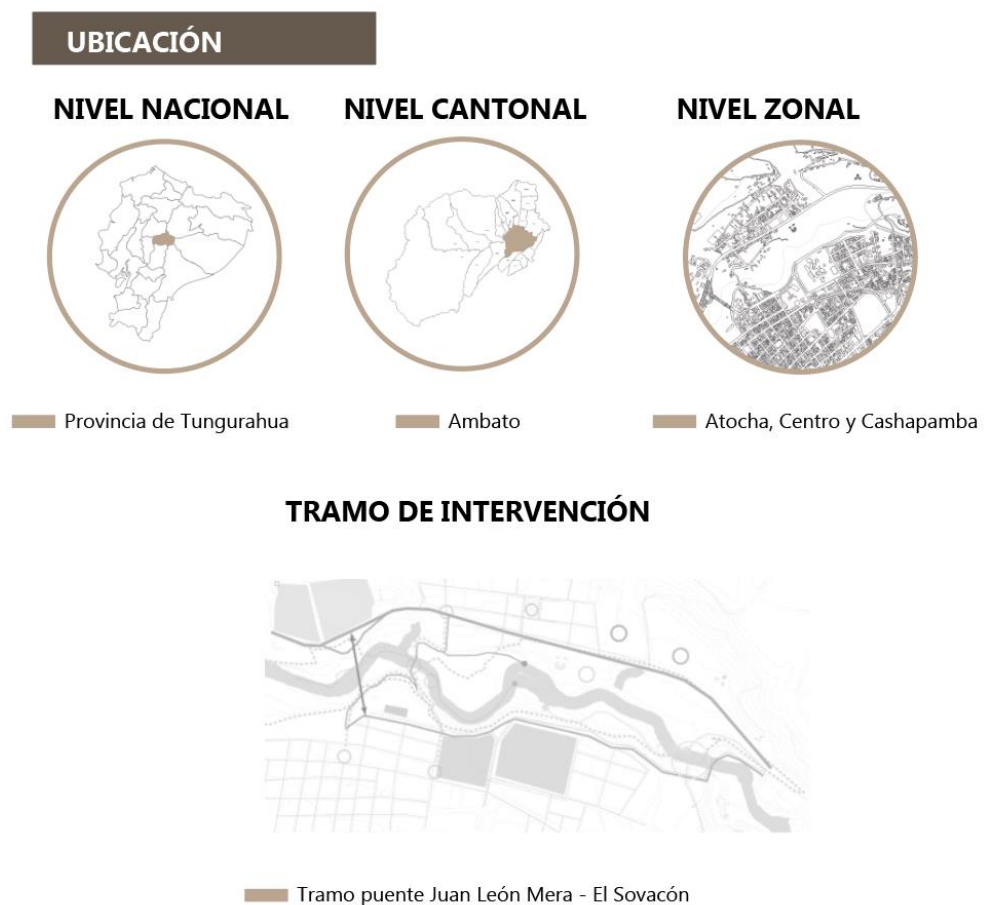 UBICACIÓN
NIVEL NACIONAL
NIVEL CANTONAL
NIVEL ZONAL
Provincia de Tungurahua
Ambato
Atocha, Centro y Cashapamba
TRAMO DE INTERVENCIÓN
Tramo puente Juan León Mera - El Sovacón